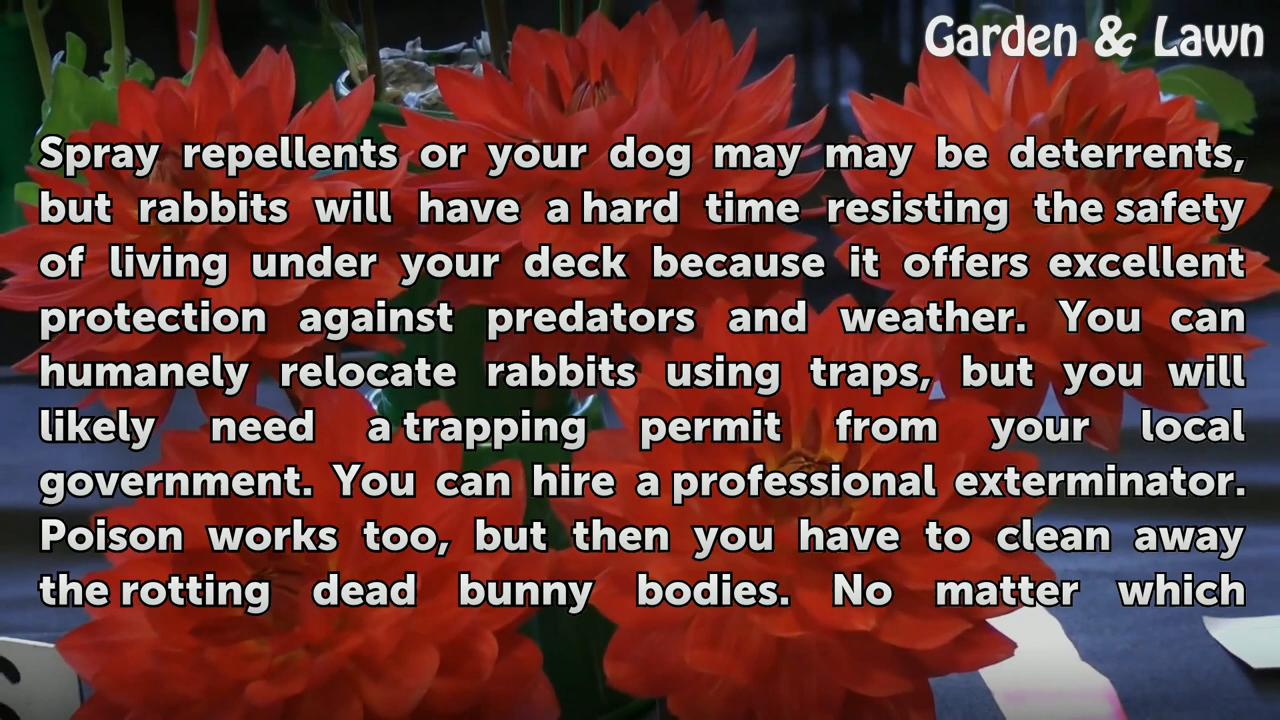 Garden & Lawn
Spray repellents or your dog may may be deterrents,
but rabbits will have a hard time resisting the safety
of living under your deck because it offers excellent
protection against predators and weather. You can
humanely relocate rabbits using traps, but you will
likely need a trapping permit from your local
government. You can hire a professional exterminator.
Poison works too, but then you have to clean away
the rotting dead bunny bodies. No matter which